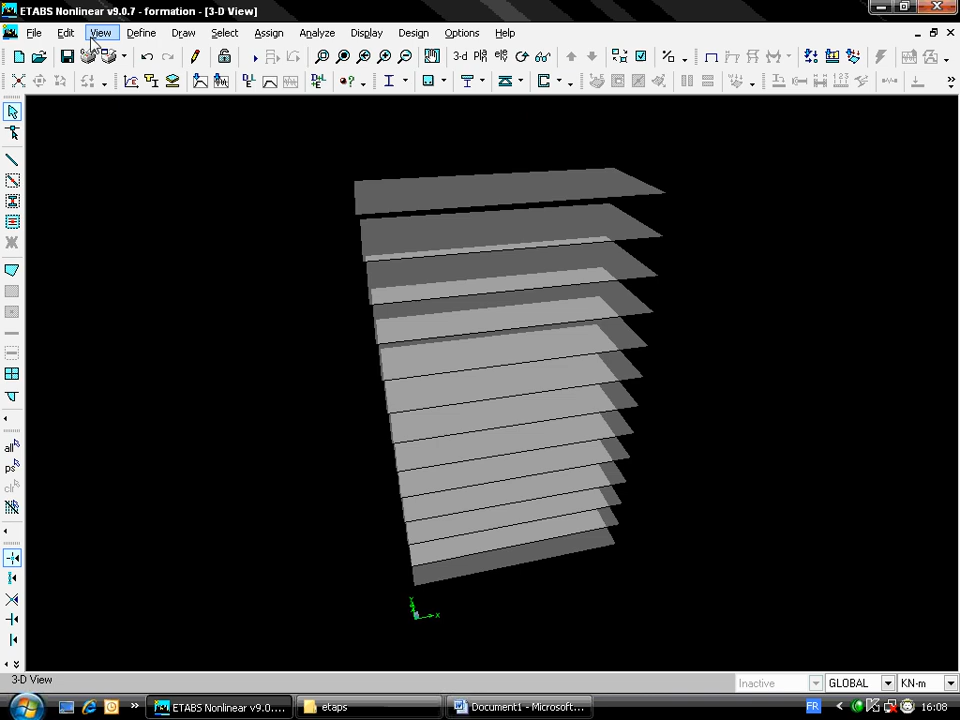 ETABS Nonlinear v9.0.7 - formation - [3-D View]
File Edit View Define Draw Select Assign Analyze Display Design Options Help
3-d
all
ps
clr
Y
X
3-D View
Inactive
GLOBAL
KN-m
ETABS Nonlinear v9.0....
etaps
Document1 - Microsoft...
FR
16:08